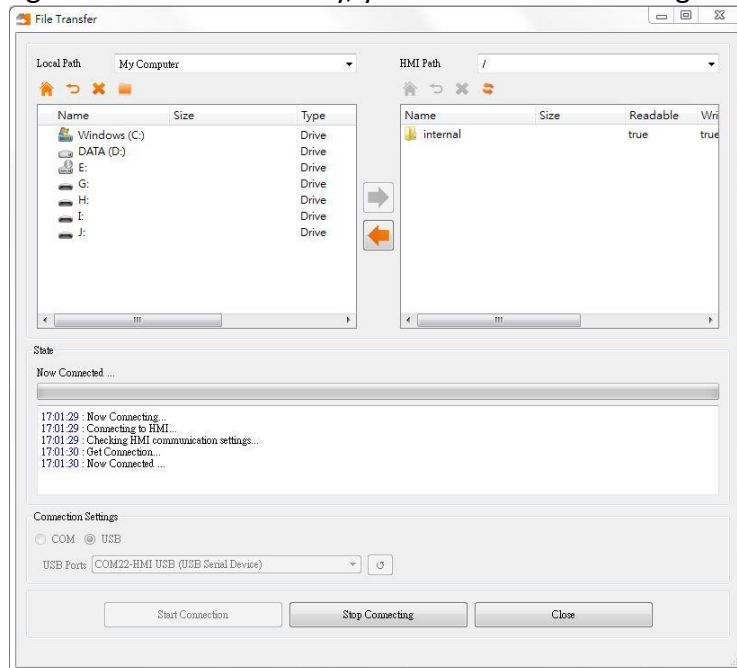 File Transfer
Local Path My Computer
HMI Path /
Name Size Type
Windows (C:) Drive
DATA (D:) Drive
E: Drive
G: Drive
H: Drive
I: Drive
J: Drive
Name Size Readable Wri
internal true true
State
Now Connected ...
17:01:29 : Now Connecting...
17:01:29 : Connecting to HMI...
17:01:29 : Checking HMI communication settings...
17:01:30 : Get Connection...
17:01:30 : Now Connected ...
Connection Settings
COM USB
USB Ports COM22-HMI USB (USB Serial Device)
Start Connection Stop Connecting Close